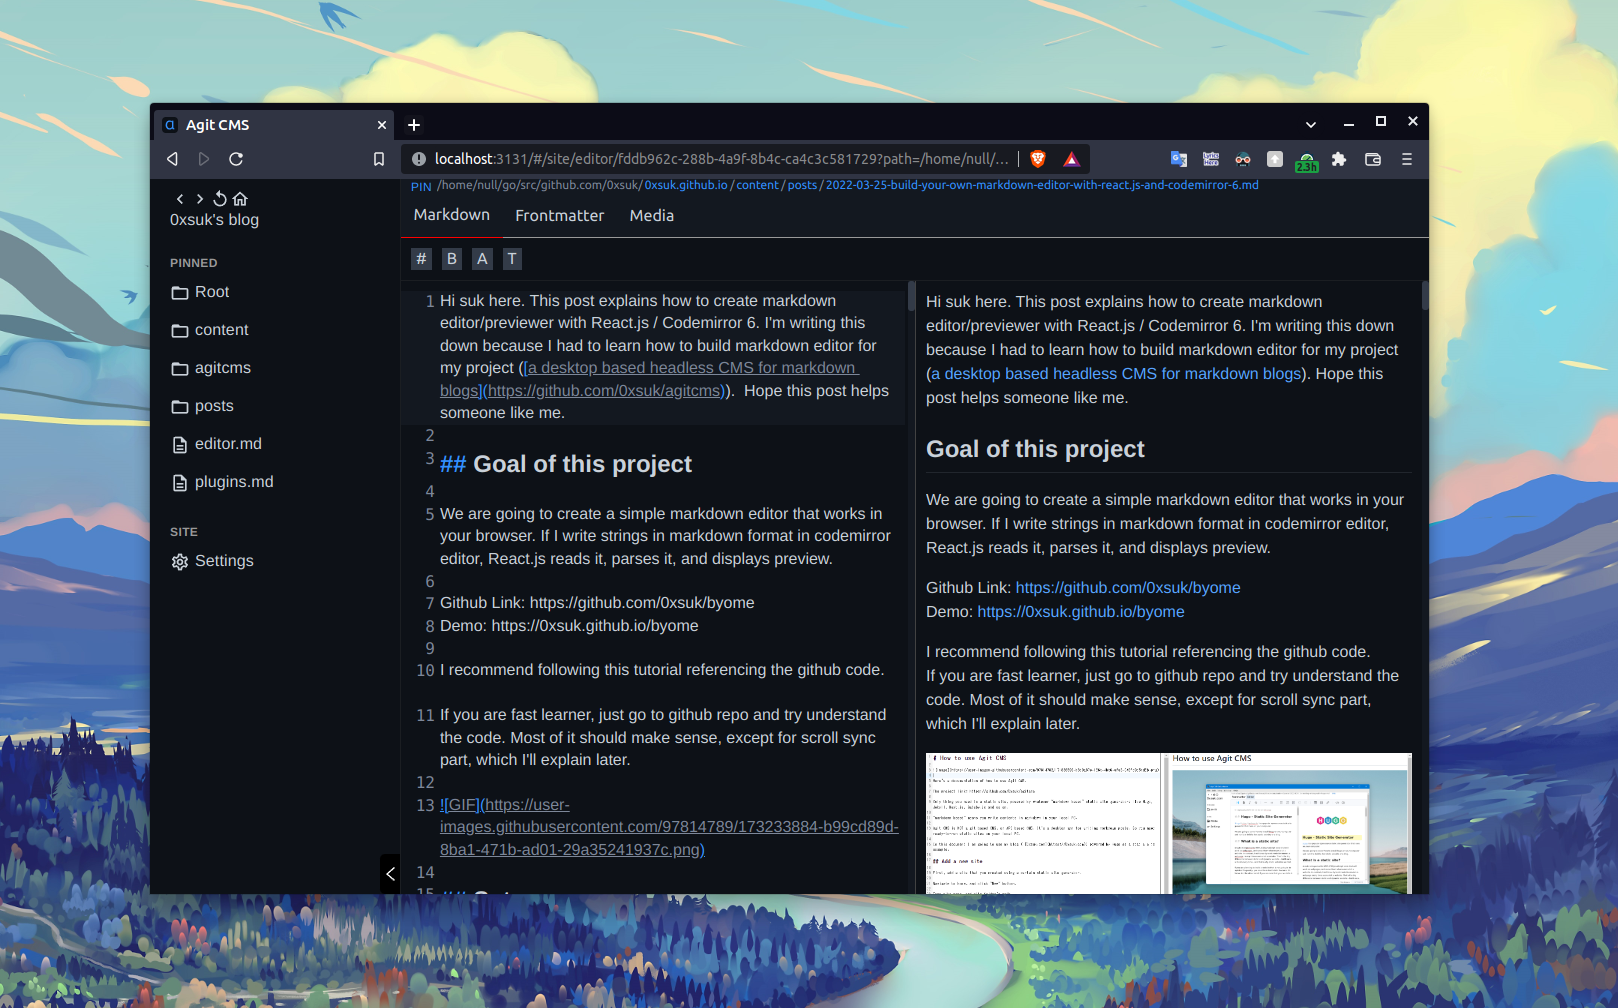 Agit CMS
localhost:3131/#/site/editor/fddb962c-288b-4a9f-8b4c-ca4c3c581729?path=/home/null/...
2.3h
PIN /home/null/go/src/github.com/0xsuk/0xsuk.github.io/content/posts/2022-03-25-build-your-own-markdown-editor-with-react.js-and-codemirror-6.md
0xsuk's blog
PINNED
Root
content
agitcms
posts
editor.md
plugins.md
SITE
Settings
Markdown Frontmatter Media
# B A T
1 Hi suk here. This post explains how to create markdown
editor/previewer with React.js / Codemirror 6. I'm writing this
down because I had to learn how to build markdown editor for
my project ([a desktop based headless CMS for markdown
blogs](https://github.com/0xsuk/agitcms)).  Hope this post helps
someone like me.
2
3 ## Goal of this project
4
5 We are going to create a simple markdown editor that works in
your browser. If I write strings in markdown format in codemirror
editor, React.js reads it, parses it, and displays preview.
6
7 Github Link: https://github.com/0xsuk/byome
8 Demo: https://0xsuk.github.io/byome
9
10 I recommend following this tutorial referencing the github code.
11 If you are fast learner, just go to github repo and try understand
the code. Most of it should make sense, except for scroll sync
part, which I'll explain later.
12
13 ![GIF](https://user-
images.githubusercontent.com/97814789/173233884-b99cd89d-
8ba1-471b-ad01-29a35241937c.png)
14
15
Hi suk here. This post explains how to create markdown
editor/previewer with React.js / Codemirror 6. I'm writing this down
because I had to learn how to build markdown editor for my project
(a desktop based headless CMS for markdown blogs). Hope this
post helps someone like me.
Goal of this project
We are going to create a simple markdown editor that works in your
browser. If I write strings in markdown format in codemirror editor,
React.js reads it, parses it, and displays preview.
Github Link: https://github.com/0xsuk/byome
Demo: https://0xsuk.github.io/byome
I recommend following this tutorial referencing the github code.
If you are fast learner, just go to github repo and try understand the
code. Most of it should make sense, except for scroll sync part,
which I'll explain later.
# How to use Agit CMS
## Add a new site
How to use Agit CMS
HUGO
Hugo - Static Site Generator
What is a static site?